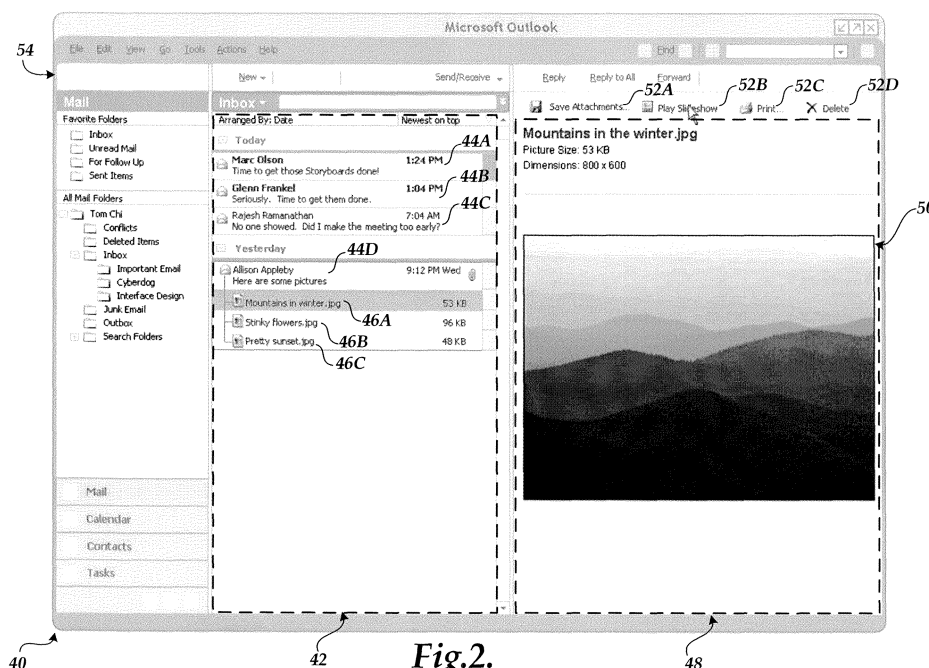 Microsoft Outlook
54
File Edit View Go Tools Actions Help
Find
New Send/Receive
Reply Reply to All Forward
52A 52B 52C 52D
Save Attachments... Play Slideshow Print... Delete
Mail
Favorite Folders
Inbox
Unread Mail
For Follow Up
Sent Items
All Mail Folders
Tom Chi
Conflicts
Deleted Items
Inbox
Important Email
Cyberdog
Interface Design
Junk Email
Outbox
Search Folders
Mail
Calendar
Contacts
Tasks
Inbox
Arranged By: Date Newest on top
Today
Marc Olson 1:24 PM 44A
Time to get those Storyboards done!
Glenn Frankel 1:04 PM 44B
Seriously. Time to get them done.
Rajesh Ramanathan 7:04 AM 44C
No one showed. Did I make the meeting too early?
Yesterday
44D
Allison Appleby 9:12 PM Wed
Here are some pictures
Mountains in winter.jpg 53 KB
46A
Stinky flowers.jpg 96 KB
46B
Pretty sunset.jpg 48 KB
46C
Mountains in the winter.jpg
Picture Size: 53 KB
Dimensions: 800 x 600
50
40 42 Fig.2. 48